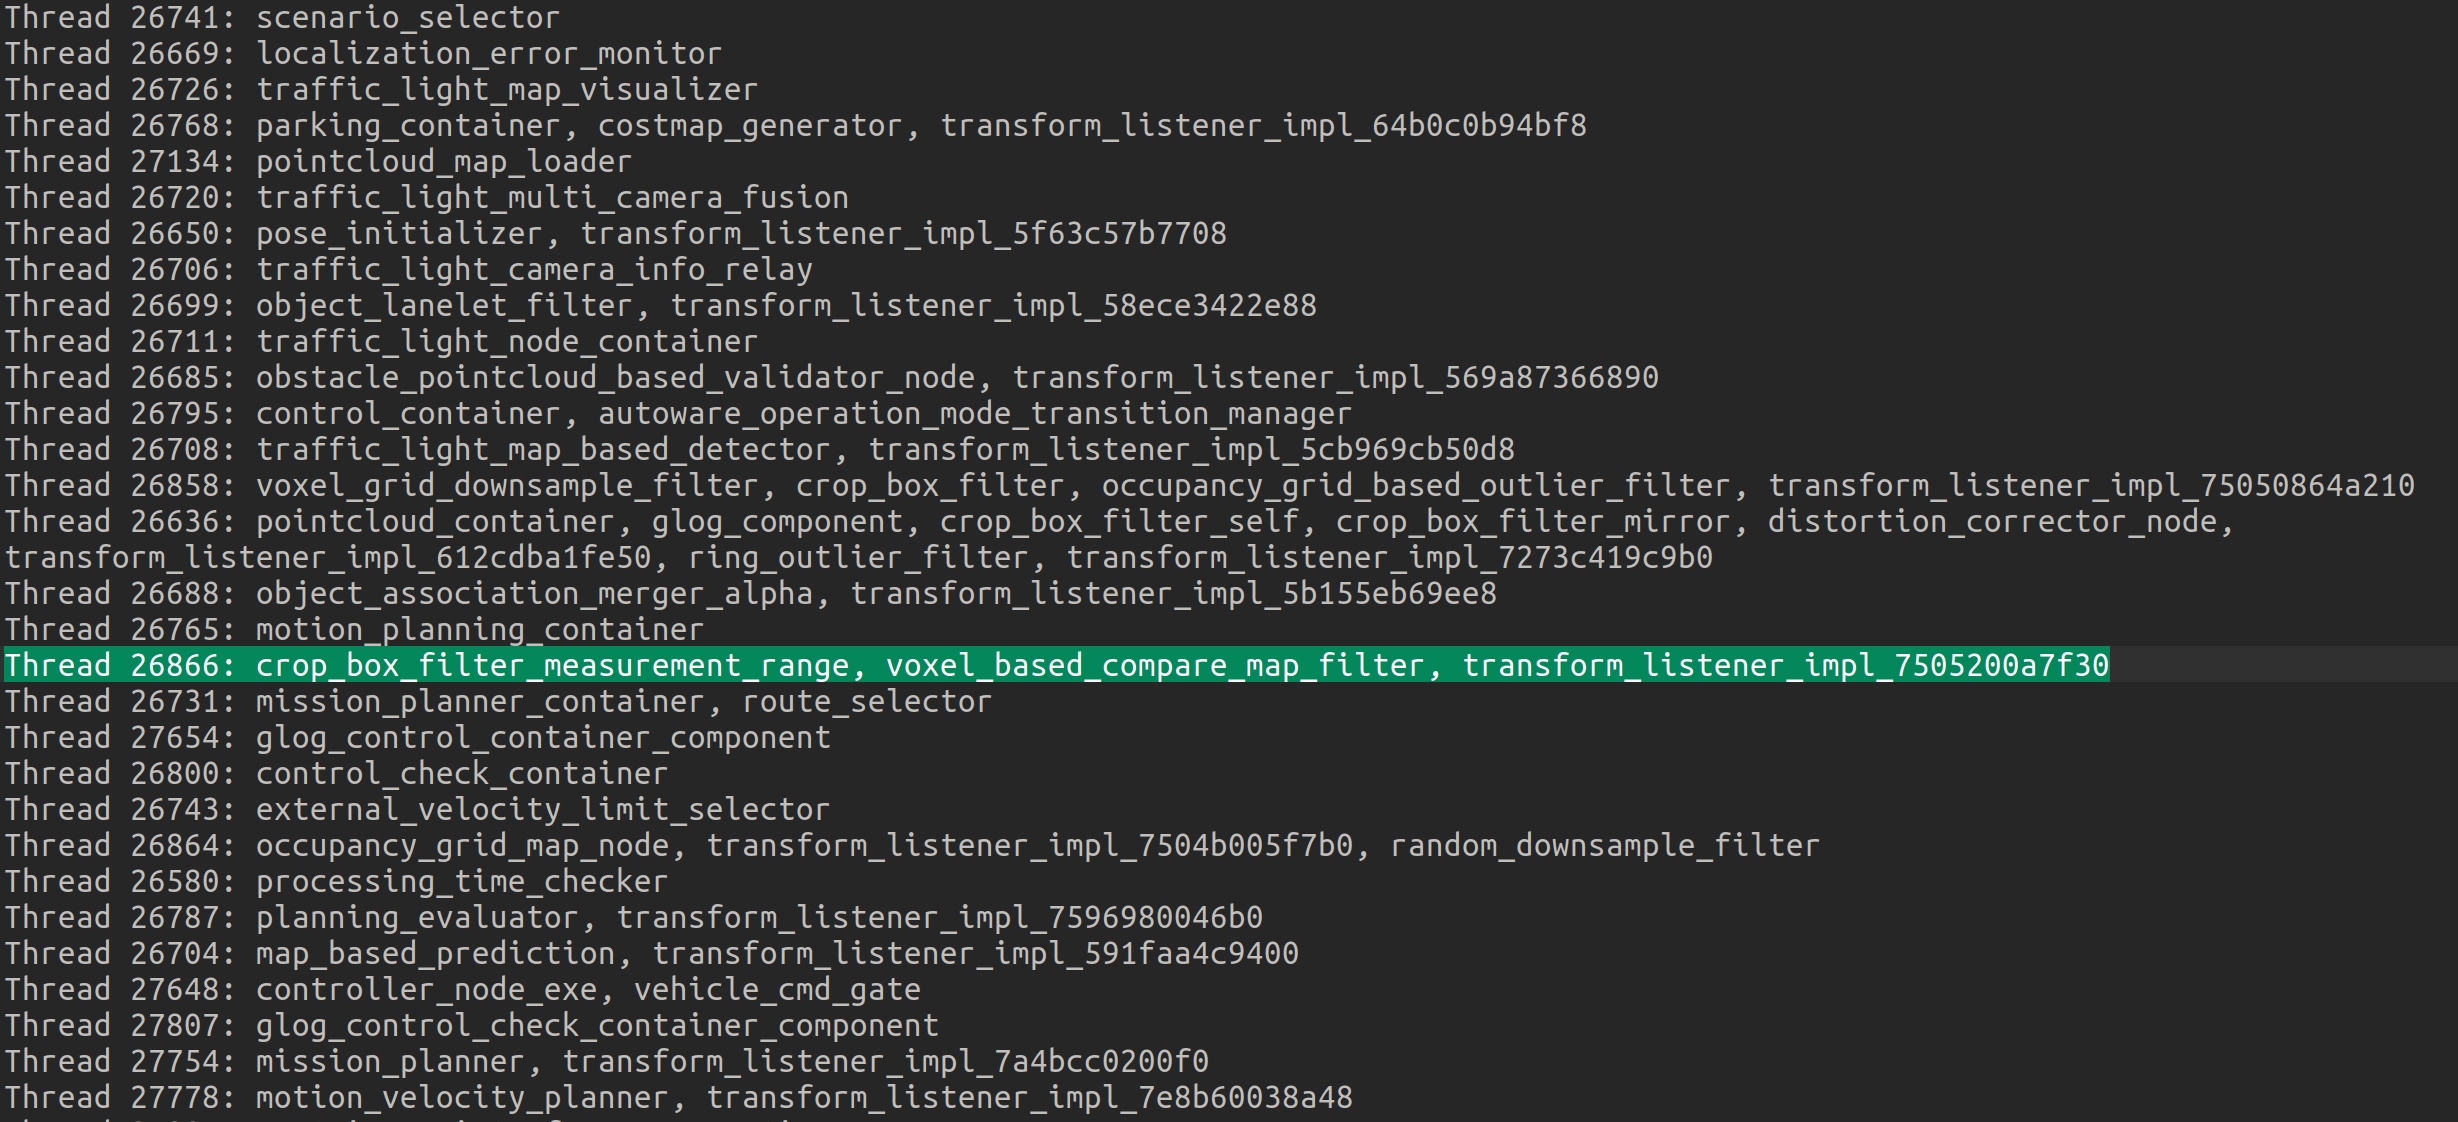 Thread 26741: scenario_selector
Thread 26669: localization_error_monitor
Thread 26726: traffic_light_map_visualizer
Thread 26768: parking_container, costmap_generator, transform_listener_impl_64b0c0b94bf8
Thread 27134: pointcloud_map_loader
Thread 26720: traffic_light_multi_camera_fusion
Thread 26650: pose_initializer, transform_listener_impl_5f63c57b7708
Thread 26706: traffic_light_camera_info_relay
Thread 26699: object_lanelet_filter, transform_listener_impl_58ece3422e88
Thread 26711: traffic_light_node_container
Thread 26685: obstacle_pointcloud_based_validator_node, transform_listener_impl_569a87366890
Thread 26795: control_container, autoware_operation_mode_transition_manager
Thread 26708: traffic_light_map_based_detector, transform_listener_impl_5cb969cb50d8
Thread 26858: voxel_grid_downsample_filter, crop_box_filter, occupancy_grid_based_outlier_filter, transform_listener_impl_75050864a210
Thread 26636: pointcloud_container, glog_component, crop_box_filter_self, crop_box_filter_mirror, distortion_corrector_node,
transform_listener_impl_612cdba1fe50, ring_outlier_filter, transform_listener_impl_7273c419c9b0
Thread 26688: object_association_merger_alpha, transform_listener_impl_5b155eb69ee8
Thread 26765: motion_planning_container
Thread 26866: crop_box_filter_measurement_range, voxel_based_compare_map_filter, transform_listener_impl_7505200a7f30
Thread 26731: mission_planner_container, route_selector
Thread 27654: glog_control_container_component
Thread 26800: control_check_container
Thread 26743: external_velocity_limit_selector
Thread 26864: occupancy_grid_map_node, transform_listener_impl_7504b005f7b0, random_downsample_filter
Thread 26580: processing_time_checker
Thread 26787: planning_evaluator, transform_listener_impl_7596980046b0
Thread 26704: map_based_prediction, transform_listener_impl_591faa4c9400
Thread 27648: controller_node_exe, vehicle_cmd_gate
Thread 27807: glog_control_check_container_component
Thread 27754: mission_planner, transform_listener_impl_7a4bcc0200f0
Thread 27778: motion_velocity_planner, transform_listener_impl_7e8b60038a48